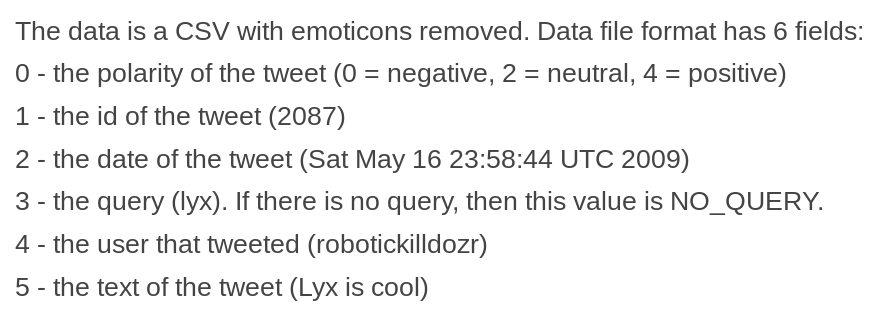 The data is a CSV with emoticons removed. Data file format has 6 fields:
0 - the polarity of the tweet (0 = negative, 2 = neutral, 4 = positive)
1 - the id of the tweet (2087)
2 - the date of the tweet (Sat May 16 23:58:44 UTC 2009)
3 - the query (lyx). If there is no query, then this value is NO_QUERY.
4 - the user that tweeted (robotickilldozr)
5 - the text of the tweet (Lyx is cool)